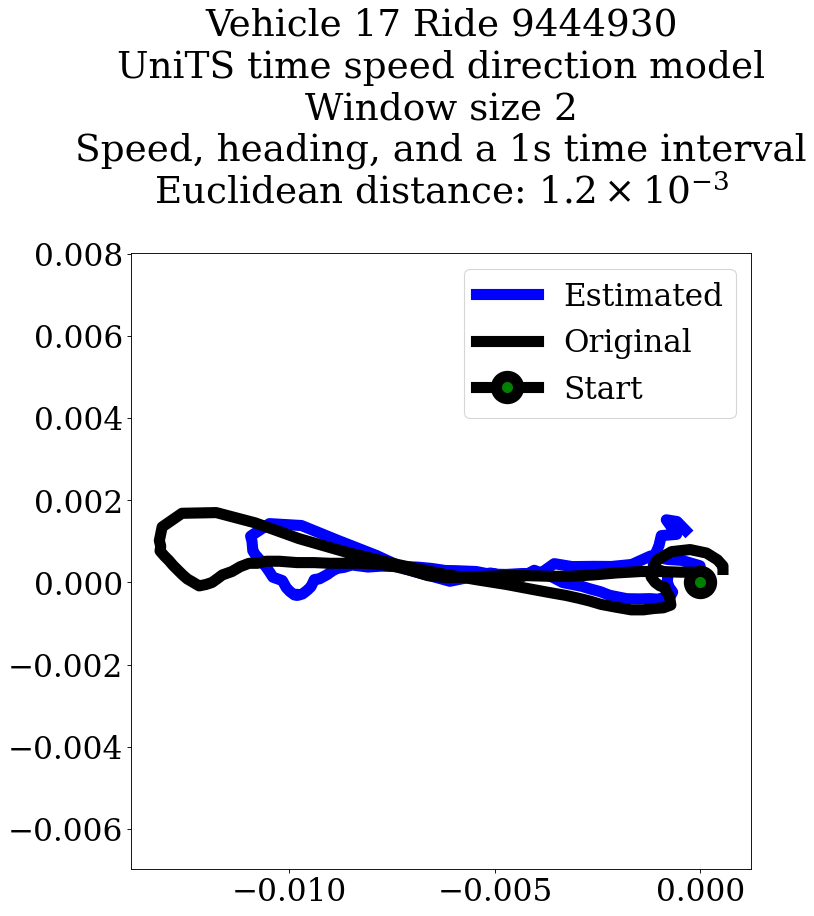 Vehicle 17 Ride 9444930
UniTS time speed direction model
Window size 2
Speed, heading, and a 1s time interval
Euclidean distance: 1.2 × 10⁻³
Estimated
Original
Start
0.008
0.006
0.004
0.002
0.000
−0.002
−0.004
−0.006
−0.010
−0.005
0.000